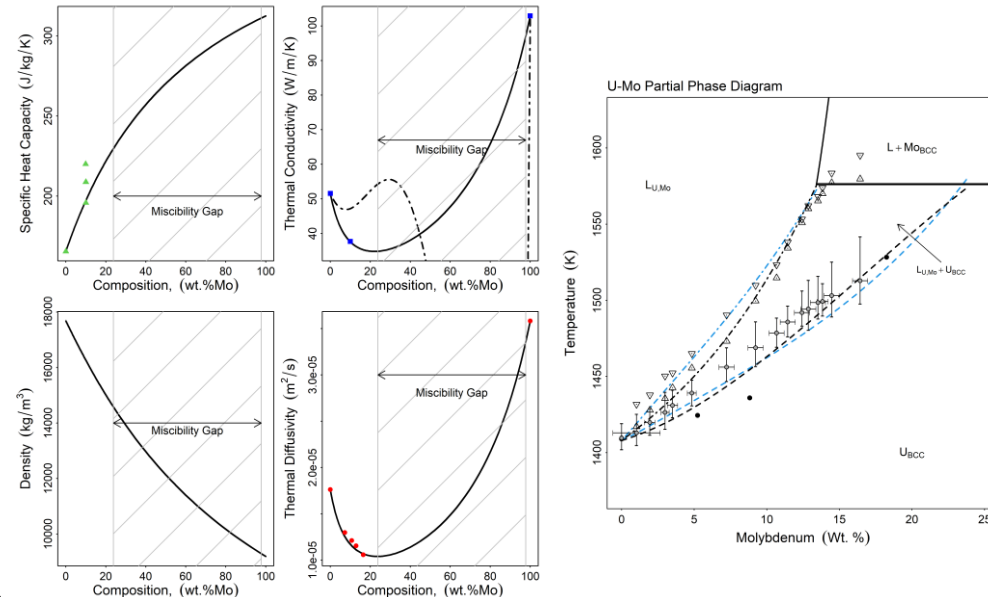 Specific Heat Capacity (J/kg/K)
200
250
300
Miscibility Gap
0
20
40
60
80
100
Composition, (wt.%Mo)
Thermal Conductivity (W/m/K)
40
50
60
70
80
90
100
Miscibility Gap
0
20
40
60
80
100
Composition, (wt.%Mo)
Density (kg/m³)
10000
12000
14000
16000
18000
Miscibility Gap
0
20
40
60
80
100
Composition, (wt.%Mo)
Thermal Diffusivity (m²/s)
1.0e-05
2.0e-05
3.0e-05
Miscibility Gap
0
20
40
60
80
100
Composition, (wt.%Mo)
U-Mo Partial Phase Diagram
Temperature (K)
1400
1450
1500
1550
1600
L U,Mo
L + Mo BCC
L U,Mo + U BCC
U BCC
0
5
10
15
20
25
Molybdenum (Wt. %)